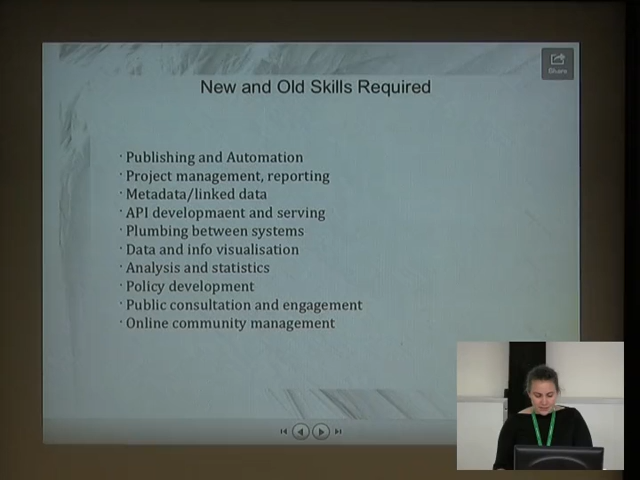 Share
New and Old Skills Required
· Publishing and Automation
· Project management, reporting
· Metadata/linked data
· API developmaent and serving
· Plumbing between systems
· Data and info visualisation
· Analysis and statistics
· Policy development
· Public consultation and engagement
· Online community management